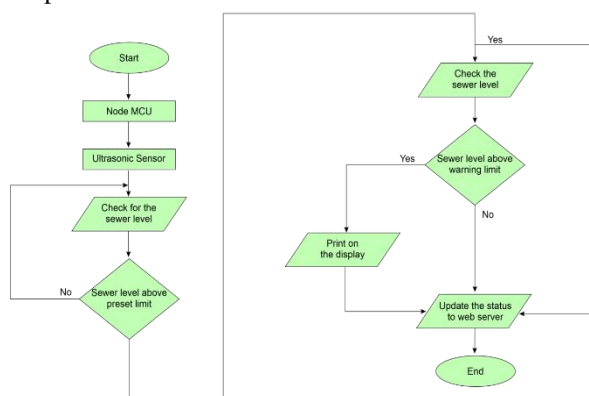 Start
Node MCU
Ultrasonic Sensor
Check for the
sewer level
No
Sewer level above
preset limit
Yes
Check the
sewer level
Yes
Sewer level above
warning limit
No
Print on
the display
Update the status
to web server
End